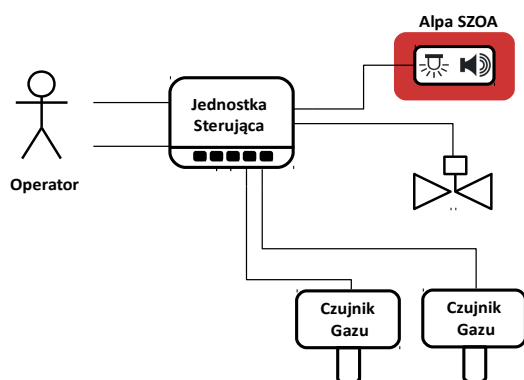 Alpa SZOA
Jednostka
Sterująca
Operator
Czujnik
Gazu
Czujnik
Gazu